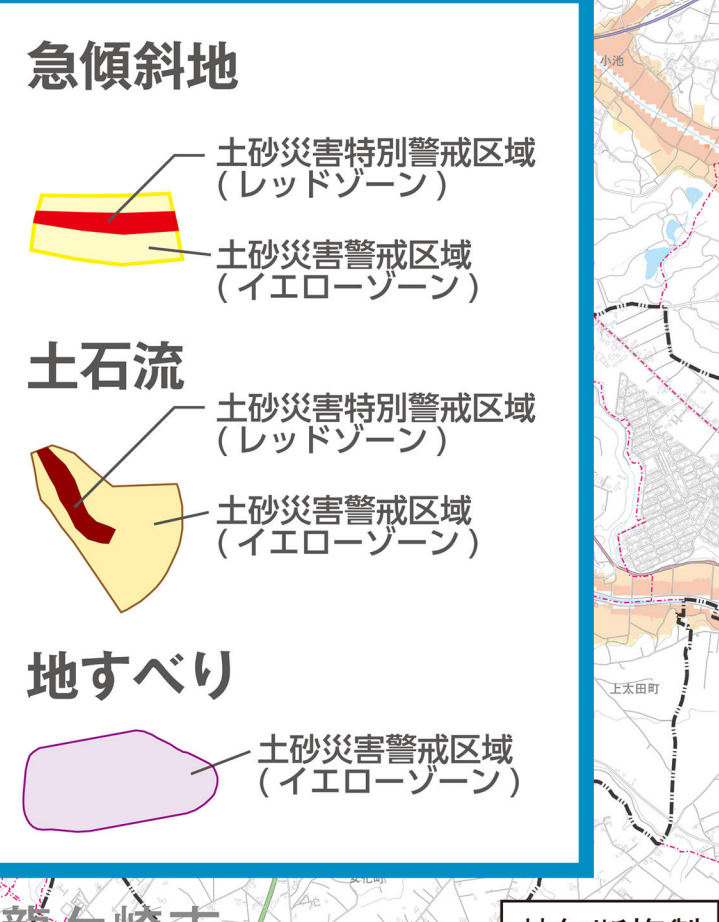 急傾斜地
土砂災害特別警戒区域
(レッドゾーン)
土砂災害警戒区域
(イエローゾーン)
土石流
土砂災害特別警戒区域
(レッドゾーン)
土砂災害警戒区域
(イエローゾーン)
地すべり
土砂災害警戒区域
(イエローゾーン)
小池
上太田町